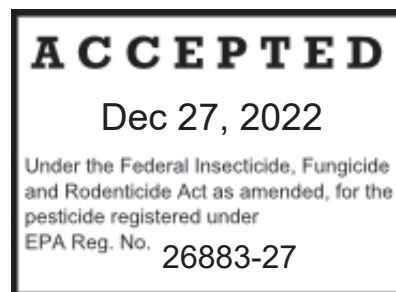 ACCEPTED
Dec 27, 2022
Under the Federal Insecticide, Fungicide
and Rodenticide Act as amended, for the
pesticide registered under
EPA Reg. No. 26883-27